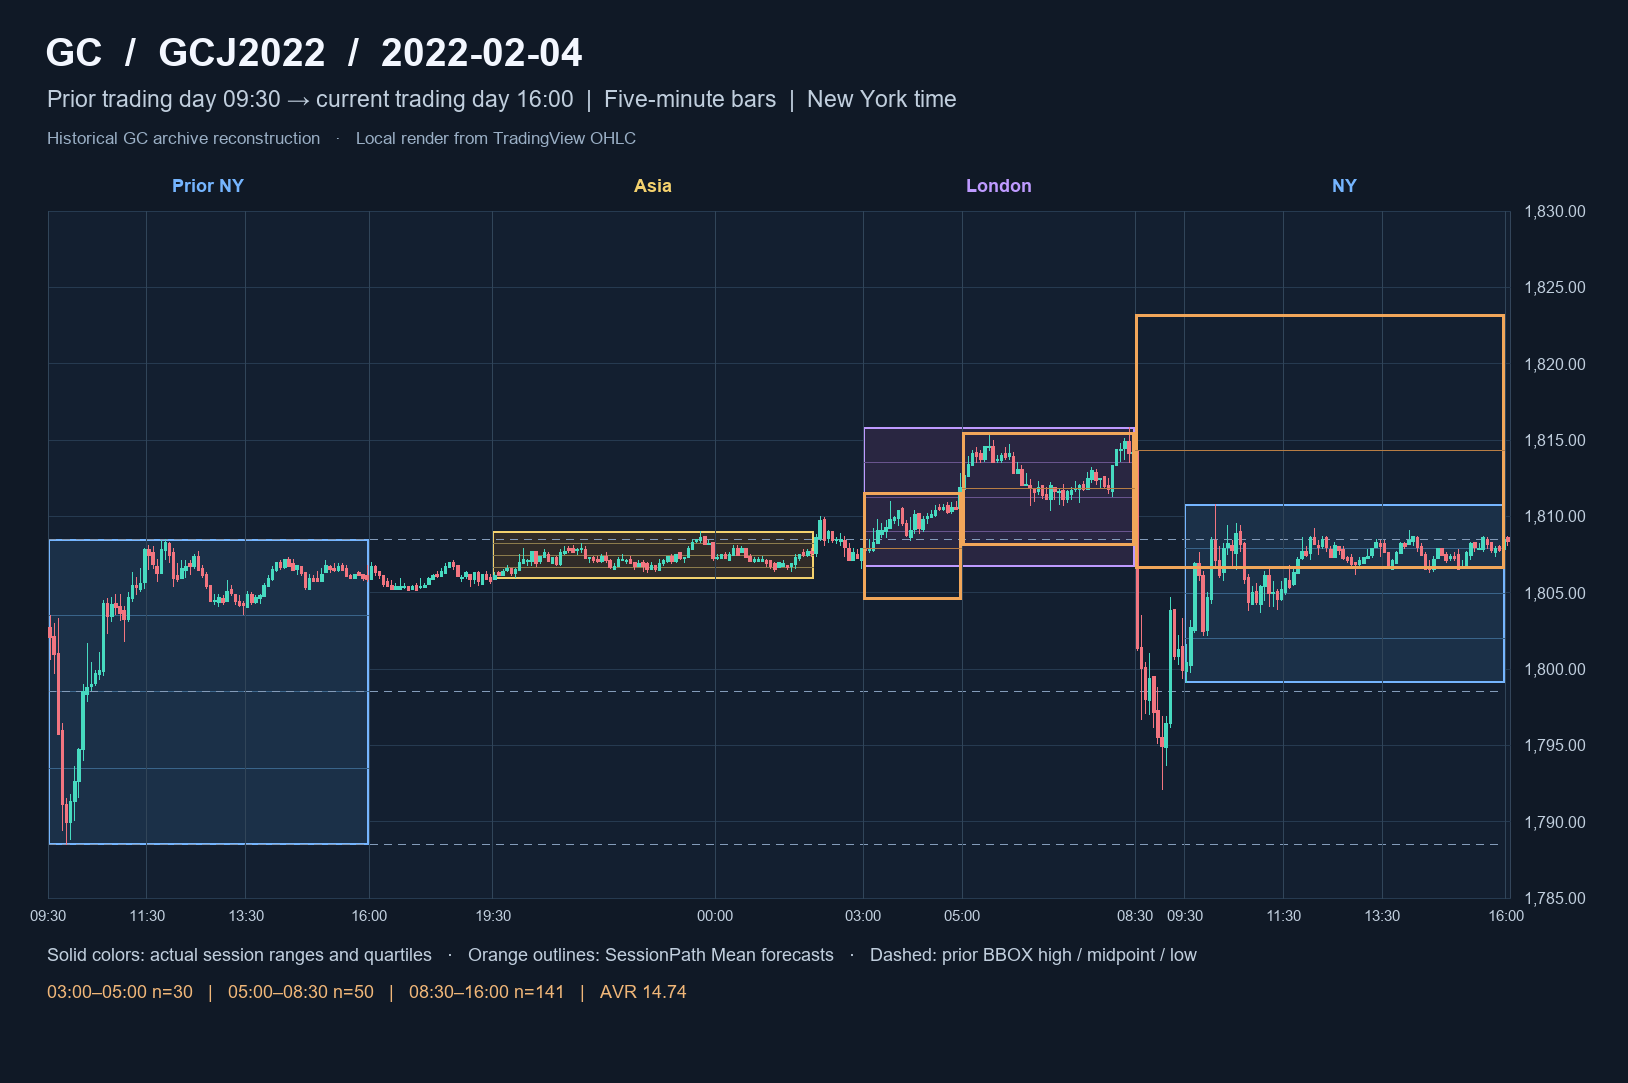 GC / GCJ2022 / 2022-02-04
Prior trading day 09:30 → current trading day 16:00 | Five-minute bars | New York time
Historical GC archive reconstruction · Local render from TradingView OHLC
Prior NY Asia London NY
1,830.00
1,825.00
1,820.00
1,815.00
1,810.00
1,805.00
1,800.00
1,795.00
1,790.00
1,785.00
09:30 11:30 13:30 16:00 19:30 00:00 03:00 05:00 08:30 09:30 11:30 13:30 16:00
Solid colors: actual session ranges and quartiles · Orange outlines: SessionPath Mean forecasts · Dashed: prior BBOX high / midpoint / low
03:00–05:00 n=30 | 05:00–08:30 n=50 | 08:30–16:00 n=141 | AVR 14.74